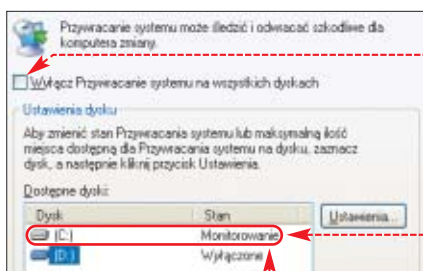 Przywracanie systemu może śledzić i odwracać szkodliwe dla
komputera zmiany.
Wyłącz Przywracanie systemu na wszystkich dyskach
Ustawienia dysku
Aby zmienić stan Przywracania systemu lub maksymalną ilość
miejsca dostępną dla Przywracania systemu na dysku, zaznacz
dysk, a następnie kliknij przycisk Ustawienia.
Dostępne dyski:
Dysk Stan Ustawienia...
(C:) Monitorowanie
(D:) Wyłączone